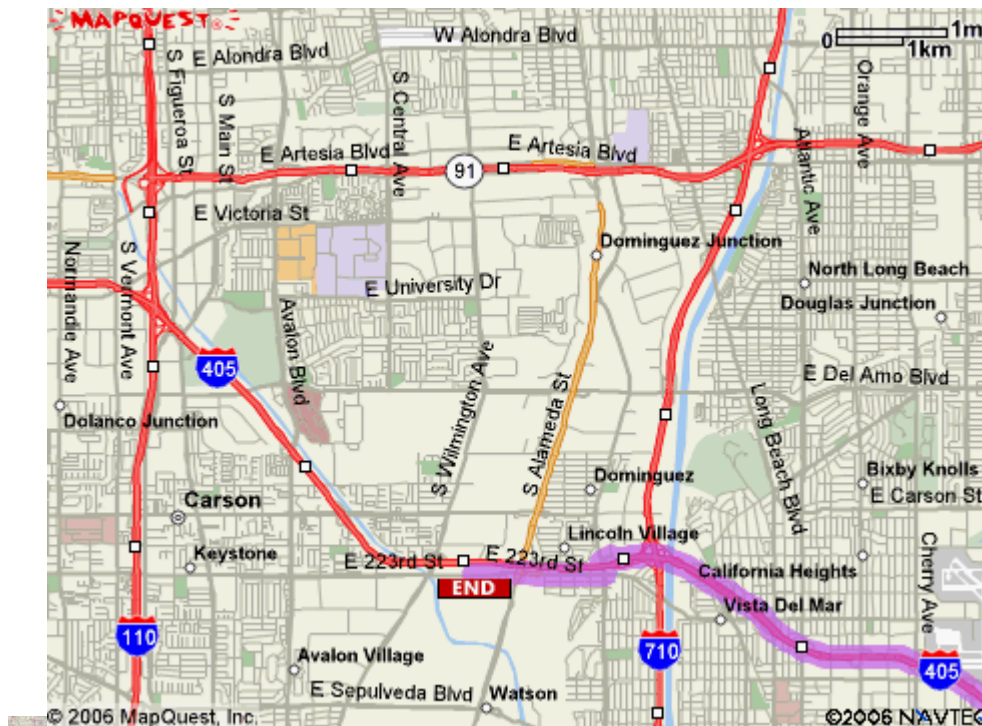 MAPQUEST®
W Alondra Blvd
E Alondra Blvd
0 1m
1km
S Figueroa St
S Main St
S Central Ave
Orange Ave
E Artesia Blvd
91
E Artesia Blvd
Atlantic Ave
E Victoria St
Normandie Ave
S Vermont Ave
Dominguez Junction
North Long Beach
E University Dr
Douglas Junction
Avalon Blvd
405
S Wilmington Ave
S Alameda St
E Del Amo Blvd
Long Beach Blvd
Dolanco Junction
Dominguez
Bixby Knolls
E Carson St
Carson
Lincoln Village
Keystone
E 223rd St
E 223rd St
California Heights
Cherry Ave
END
Vista Del Mar
110
710
405
Avalon Village
E Sepulveda Blvd
Watson
© 2006 MapQuest, Inc.
©2006 NAVTEQ